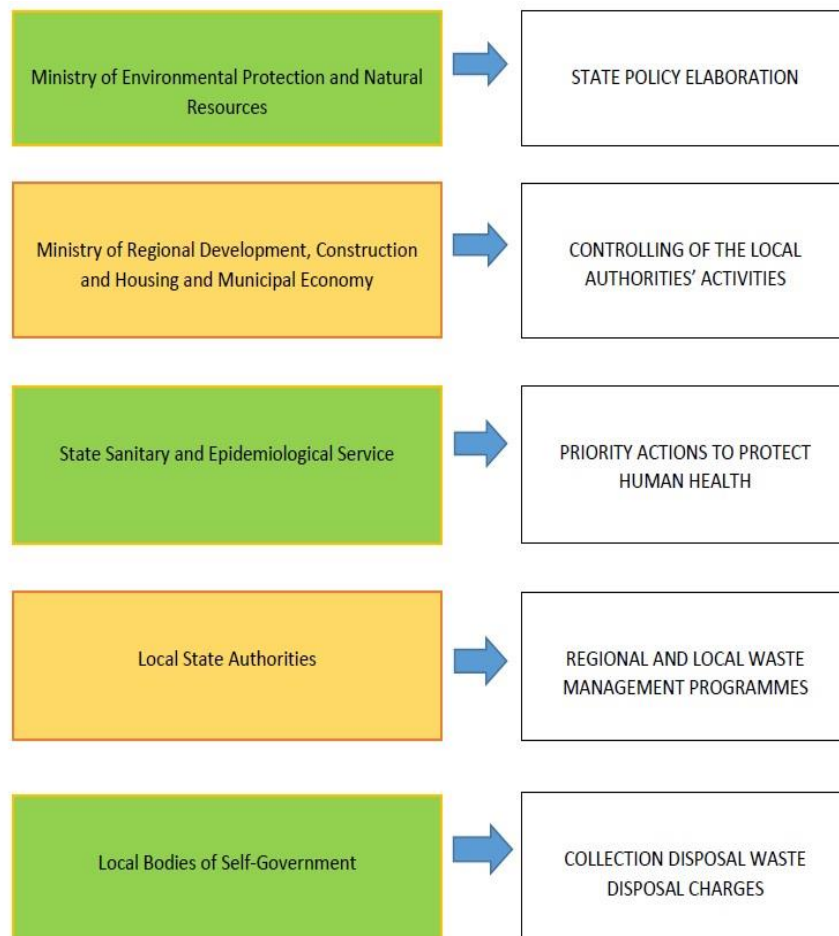 Ministry of Environmental Protection and Natural
Resources
STATE POLICY ELABORATION
Ministry of Regional Development, Construction
and Housing and Municipal Economy
CONTROLLING OF THE LOCAL
AUTHORITIES’ ACTIVITIES
State Sanitary and Epidemiological Service
PRIORITY ACTIONS TO PROTECT
HUMAN HEALTH
Local State Authorities
REGIONAL AND LOCAL WASTE
MANAGEMENT PROGRAMMES
Local Bodies of Self-Government
COLLECTION DISPOSAL WASTE
DISPOSAL CHARGES